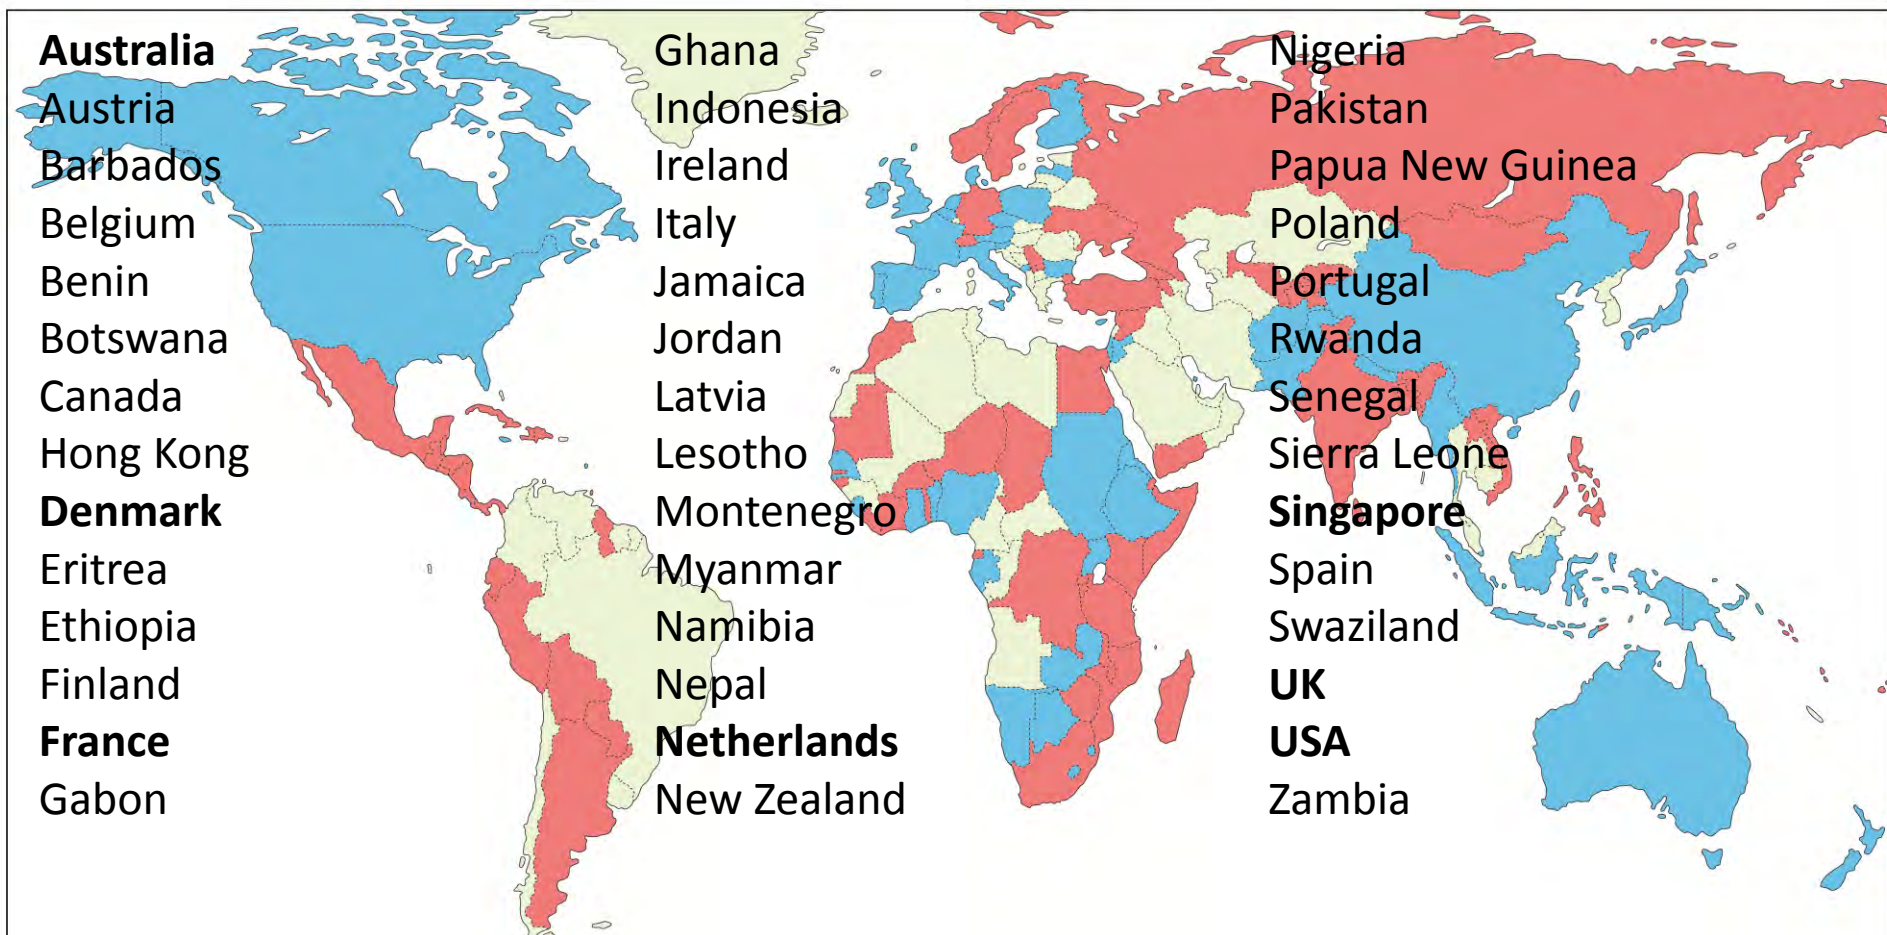 Australia
Austria
Barbados
Belgium
Benin
Botswana
Canada
Hong Kong
Denmark
Eritrea
Ethiopia
Finland
France
Gabon
Ghana
Indonesia
Ireland
Italy
Jamaica
Jordan
Latvia
Lesotho
Montenegro
Myanmar
Namibia
Nepal
Netherlands
New Zealand
Nigeria
Pakistan
Papua New Guinea
Poland
Portugal
Rwanda
Senegal
Sierra Leone
Singapore
Spain
Swaziland
UK
USA
Zambia